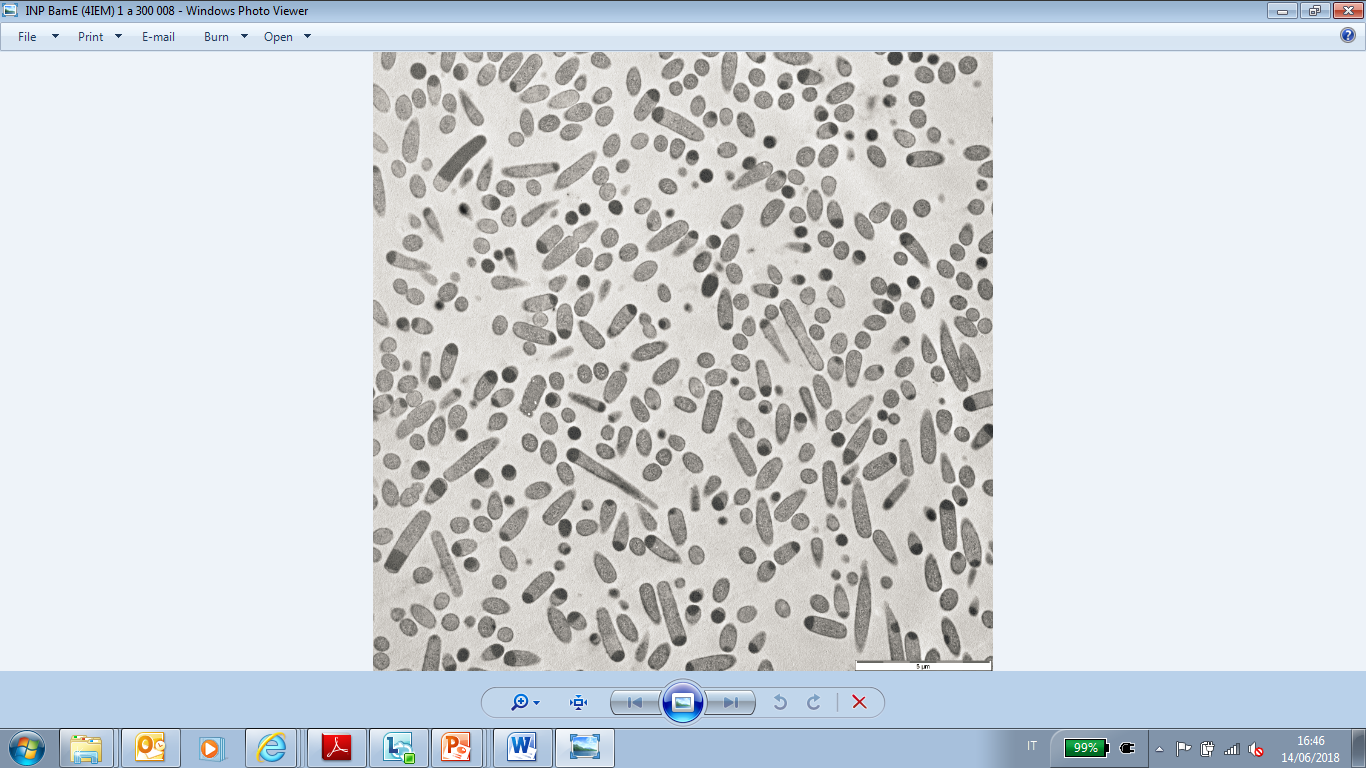 INP BamE (4IEM) 1 a 300 008 - Windows Photo Viewer
File Print E-mail Burn Open
5 µm
IT
99%
16:46
14/06/2018